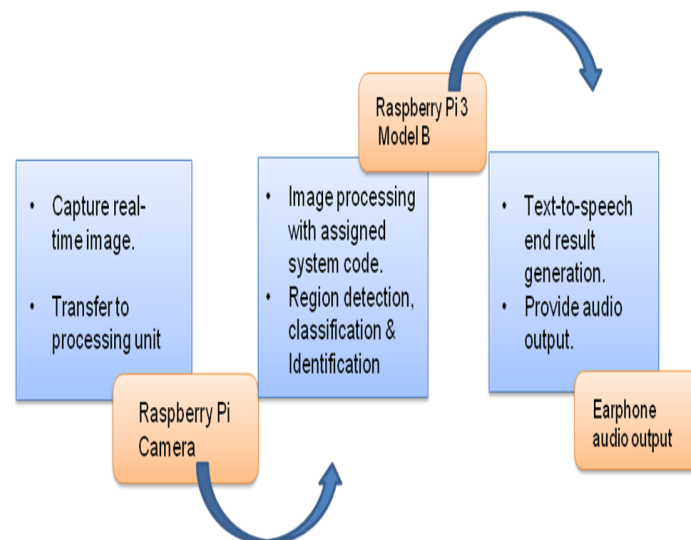 • Capture real-
time image.
• Transfer to
processing unit
Raspberry Pi
Camera
• Image processing
with assigned
system code.
• Region detection,
classification &
Identification
Raspberry Pi 3
Model B
• Text-to-speech
end result
generation.
• Provide audio
output.
Earphone
audio output